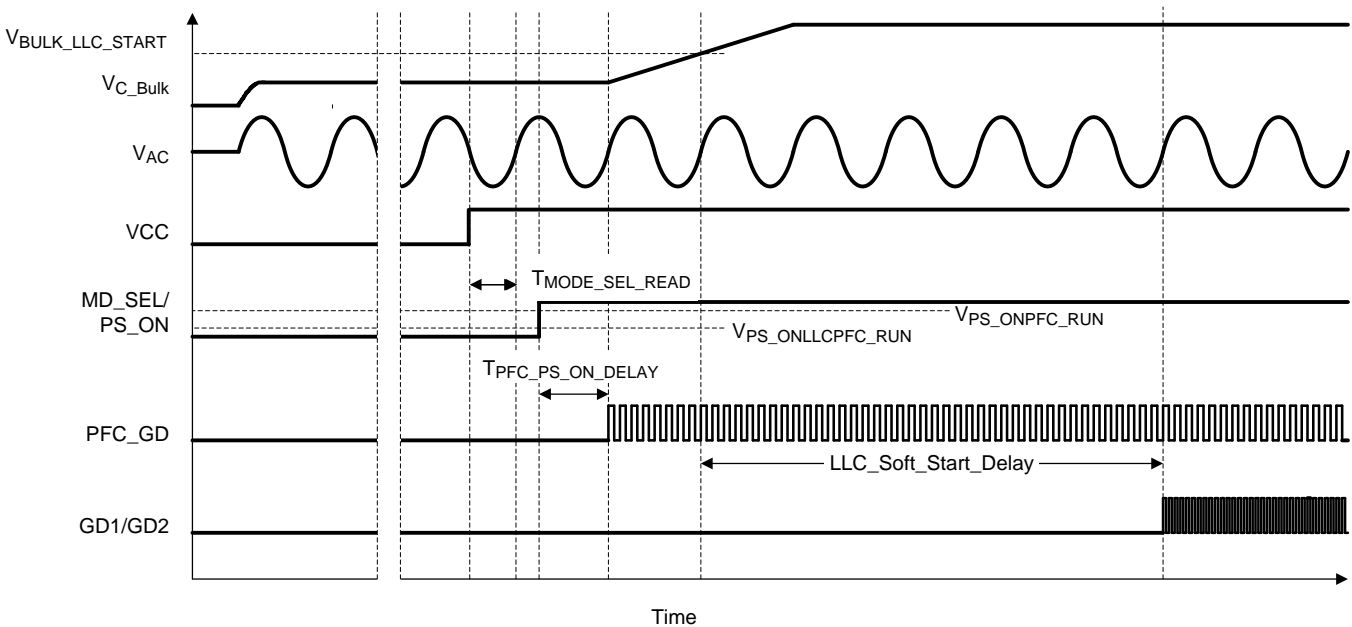 VBULK_LLC_START
VC_Bulk
VAC
VCC
TMODE_SEL_READ
MD_SEL/
PS_ON
VPS_ONPFC_RUN
VPS_ONLLCPFC_RUN
TPFC_PS_ON_DELAY
PFC_GD
LLC_Soft_Start_Delay
GD1/GD2
Time